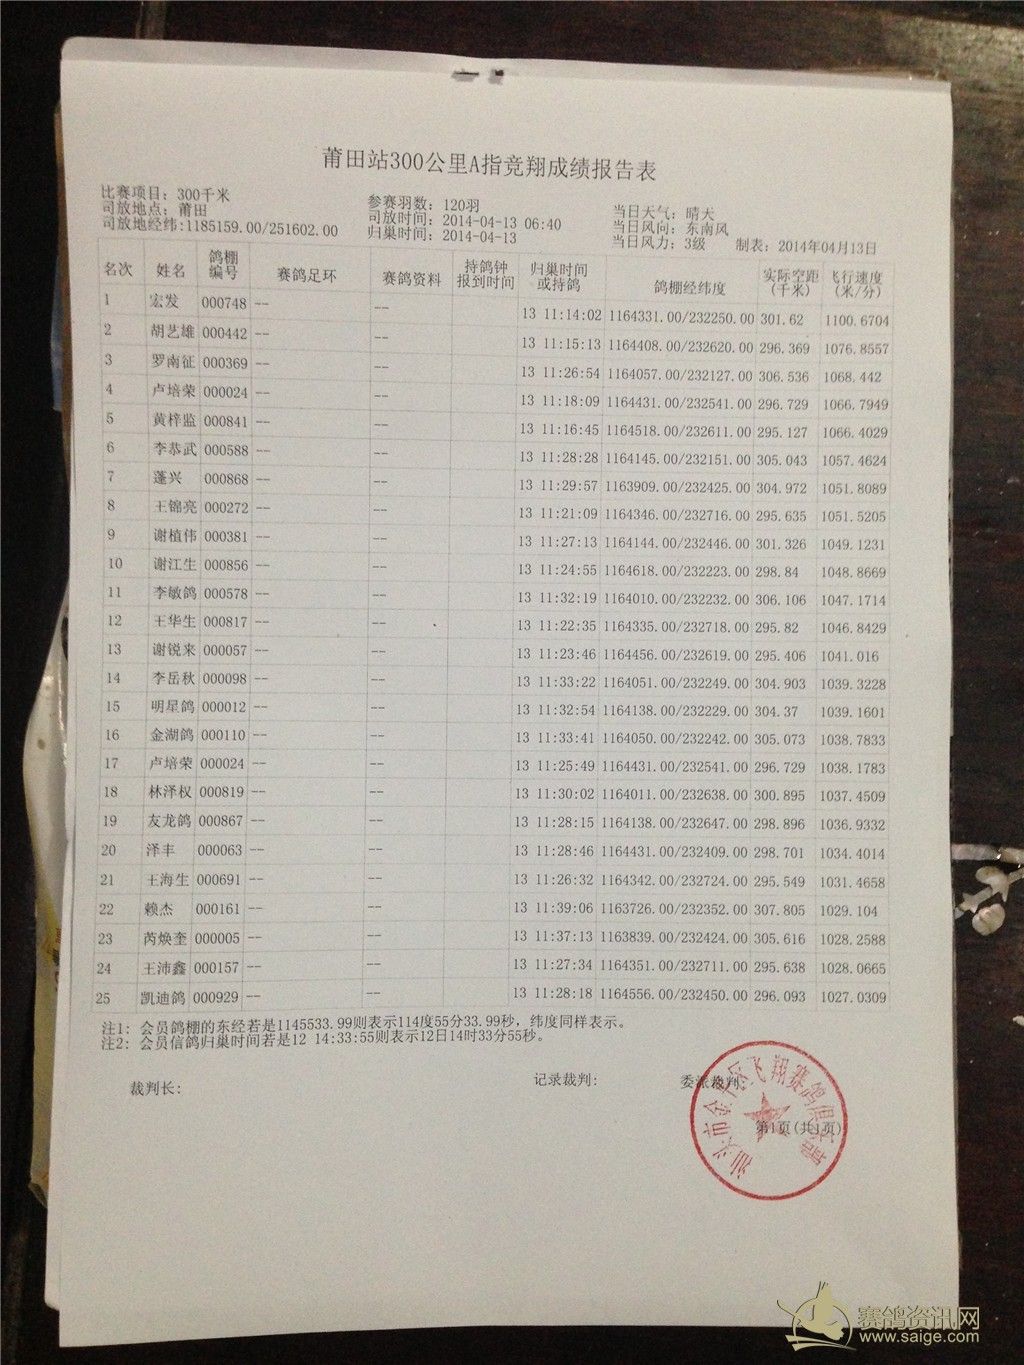 莆田站300公里A指竞翔成绩报告表
比赛项目: 300千米
司放地点: 莆田
司放地经纬:1185159.00/251602.00
参赛羽数: 120羽
司放时间: 2014-04-13 06:40
归巢时间: 2014-04-13
当日天气: 晴天
当日风向: 东南风
当日风力: 3级 制表: 2014年04月13日
名次 姓名 鸽棚编号 赛鸽足环 赛鸽资料 持鸽钟报到时间 归巢时间或持鸽 鸽棚经纬度 实际空距(千米) 飞行速度(米/分)
1 宏发 000748 -- -- 13 11:14:02 1164331.00/232250.00 301.62 1100.6704
2 胡艺雄 000442 -- -- 13 11:15:13 1164408.00/232620.00 296.369 1076.8557
3 罗南征 000369 -- -- 13 11:26:54 1164057.00/232127.00 306.536 1068.442
4 卢培荣 000024 -- -- 13 11:18:09 1164431.00/232541.00 296.729 1066.7949
5 黄梓监 000841 -- -- 13 11:16:45 1164518.00/232611.00 295.127 1066.4029
6 李恭武 000588 -- -- 13 11:28:28 1164145.00/232151.00 305.043 1057.4624
7 蓬兴 000868 -- -- 13 11:29:57 1163909.00/232425.00 304.972 1051.8089
8 王锦亮 000272 -- -- 13 11:21:09 1164346.00/232716.00 295.635 1051.5205
9 谢植伟 000381 -- -- 13 11:27:13 1164144.00/232446.00 301.326 1049.1231
10 谢江生 000856 -- -- 13 11:24:55 1164618.00/232223.00 298.84 1048.8669
11 李敏鸽 000578 -- -- 13 11:32:19 1164010.00/232232.00 306.106 1047.1714
12 王华生 000817 -- -- 13 11:22:35 1164335.00/232718.00 295.82 1046.8429
13 谢锐来 000057 -- -- 13 11:23:46 1164456.00/232619.00 295.406 1041.016
14 李岳秋 000098 -- -- 13 11:33:22 1164051.00/232249.00 304.903 1039.3228
15 明星鸽 000012 -- -- 13 11:32:54 1164138.00/232229.00 304.37 1039.1601
16 金湖鸽 000110 -- -- 13 11:33:41 1164050.00/232242.00 305.073 1038.7833
17 卢培荣 000024 -- -- 13 11:25:49 1164431.00/232541.00 296.729 1038.1783
18 林泽权 000819 -- -- 13 11:30:02 1164011.00/232638.00 300.895 1037.4509
19 友龙鸽 000867 -- -- 13 11:28:15 1164138.00/232647.00 298.896 1036.9332
20 泽丰 000063 -- -- 13 11:28:46 1164431.00/232409.00 298.701 1034.4014
21 王海生 000691 -- -- 13 11:26:32 1164342.00/232724.00 295.549 1031.4658
22 赖杰 000161 -- -- 13 11:39:06 1163726.00/232352.00 307.805 1029.104
23 芮焕奎 000005 -- -- 13 11:37:13 1163839.00/232424.00 305.616 1028.2588
24 王沛鑫 000157 -- -- 13 11:27:34 1164351.00/232711.00 295.638 1028.0665
25 凯迪鸽 000929 -- -- 13 11:28:18 1164556.00/232450.00 296.093 1027.0309
注1: 会员鸽棚的东经若是1145533.99则表示114度55分33.99秒, 纬度同样表示。
注2: 会员信鸽归巢时间若是12 14:33:55则表示12日14时33分55秒。
裁判长: 记录裁判: 委派裁判:
第1页(共1页)
汕头市金平区飞翔赛鸽俱乐部
赛鸽资讯网
www.saige.com